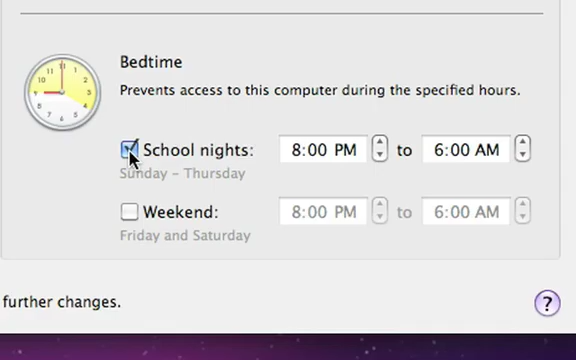 Bedtime
Prevents access to this computer during the specified hours.
School nights: 8:00 PM to 6:00 AM
Sunday – Thursday
Weekend: 8:00 PM to 6:00 AM
Friday and Saturday
further changes.
?